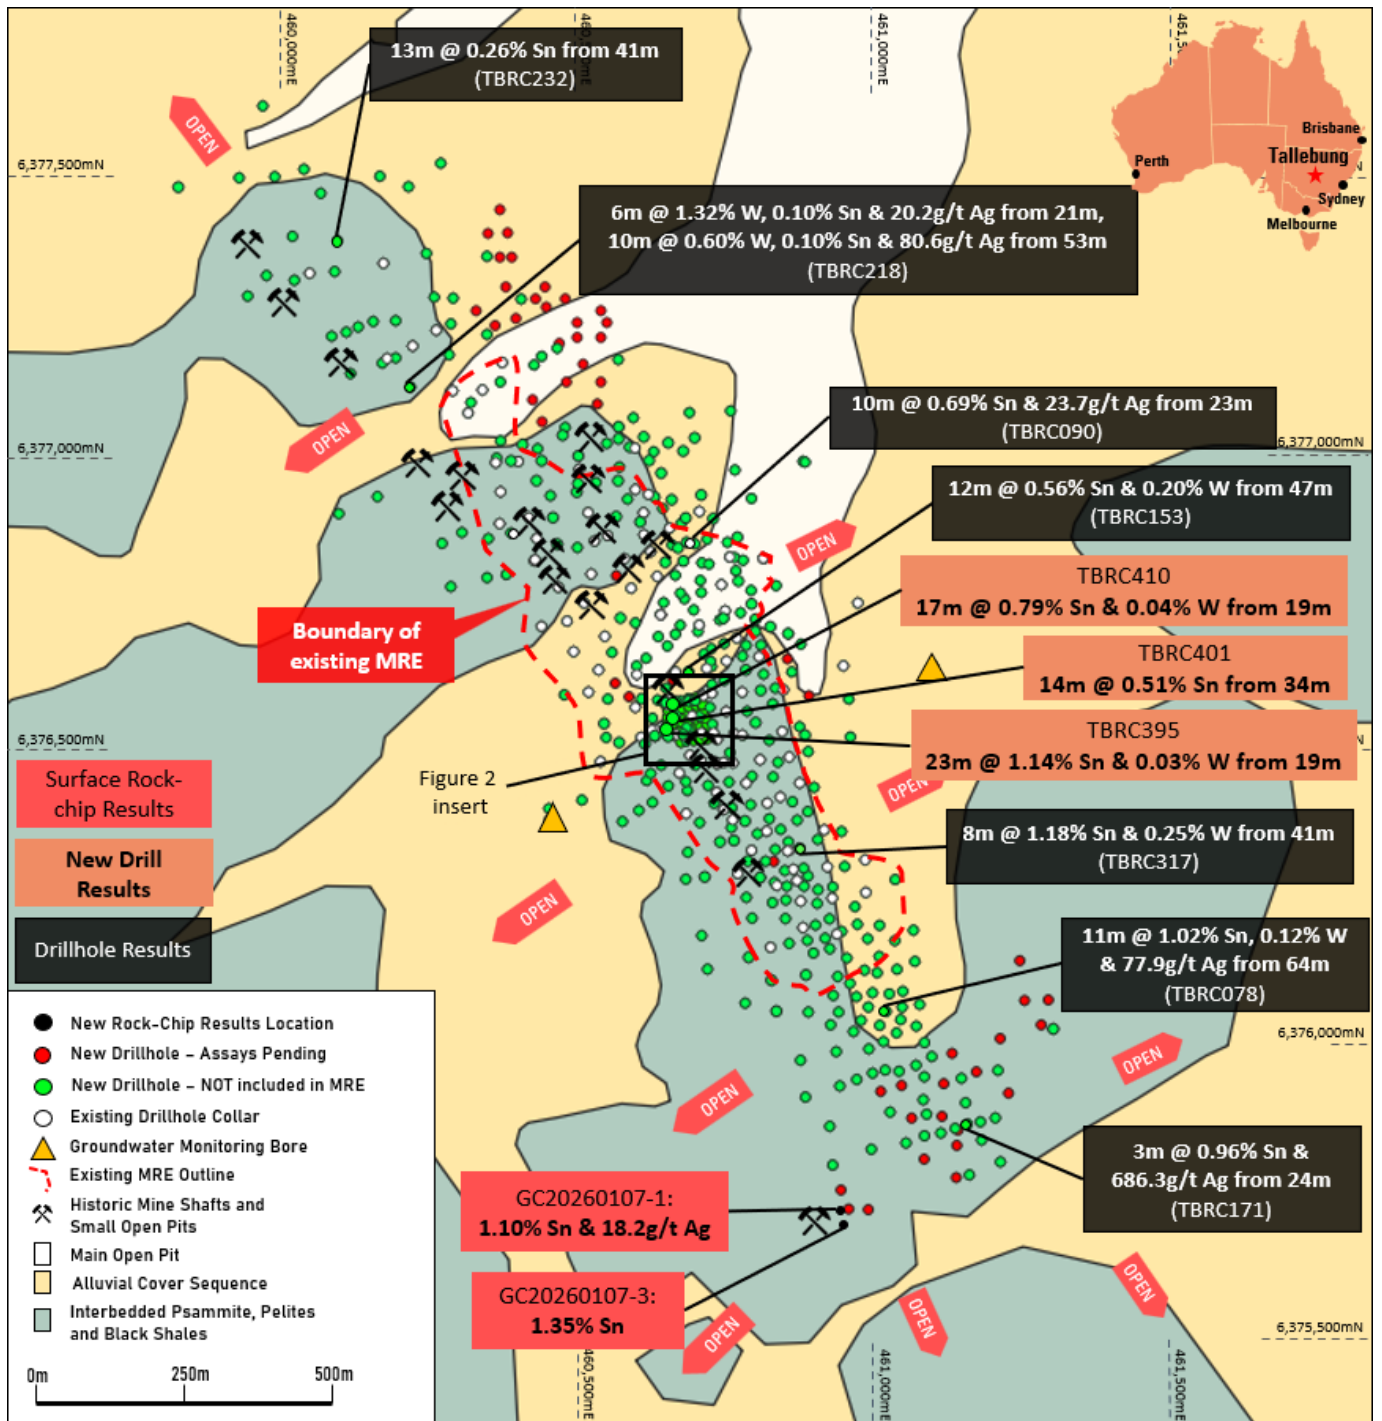 460,000mE
460,
461,000mE
461,5
13m @ 0.26% Sn from 41m
(TBRC232)
OPEN
6,377,500mN
N
Perth
Brisbane
Tallebung
Sydney
Melbourne
6m @ 1.32% W, 0.10% Sn & 20.2g/t Ag from 21m,
10m @ 0.60% W, 0.10% Sn & 80.6g/t Ag from 53m
(TBRC218)
10m @ 0.69% Sn & 23.7g/t Ag from 23m
(TBRC090)
OPEN
6,377,000mN
6,377,000mN
12m @ 0.56% Sn & 0.20% W from 47m
(TBRC153)
OPEN
TBRC410
17m @ 0.79% Sn & 0.04% W from 19m
Boundary of
existing MRE
TBRC401
14m @ 0.51% Sn from 34m
TBRC395
23m @ 1.14% Sn & 0.03% W from 19m
6,376,500mN
N
Surface Rock-
chip Results
Figure 2
insert
OPEN
New Drill
Results
8m @ 1.18% Sn & 0.25% W from 41m
(TBRC317)
OPEN
Drillhole Results
11m @ 1.02% Sn, 0.12% W
& 77.9g/t Ag from 64m
(TBRC078)
6,376,000mN
OPEN
OPEN
New Rock-Chip Results Location
New Drillhole – Assays Pending
New Drillhole – NOT included in MRE
Existing Drillhole Collar
Groundwater Monitoring Bore
Existing MRE Outline
Historic Mine Shafts and
Small Open Pits
Main Open Pit
Alluvial Cover Sequence
Interbedded Psammite, Pelites
and Black Shales
0m
250m
500m
3m @ 0.96% Sn &
686.3g/t Ag from 24m
(TBRC171)
GC20260107-1:
1.10% Sn & 18.2g/t Ag
GC20260107-3:
1.35% Sn
OPEN
OPEN
OPEN
6,375,500mN
460,500mE
461,000mE
461,500mE